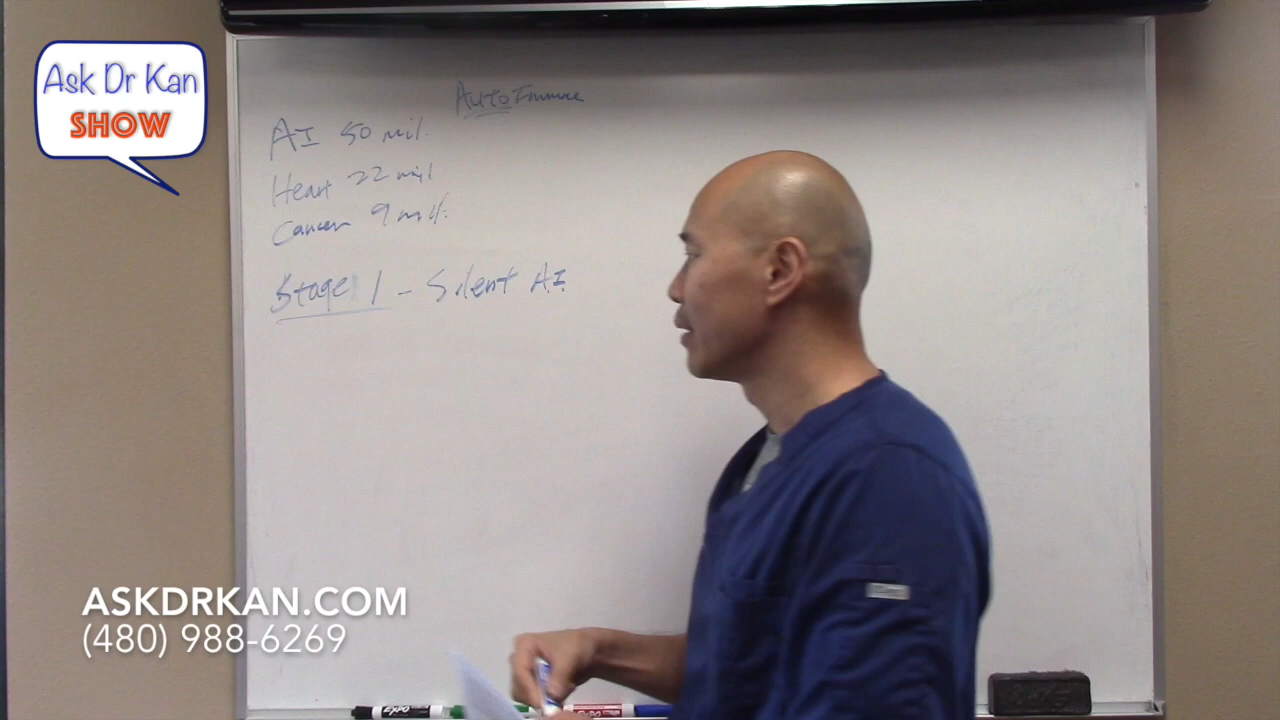 Ask Dr Kan
SHOW
AutoImmune
AI 50 mil.
Heart 22 mil
Cancer 9 mil.
Stage 1 - Silent AI
ASKDRKAN.COM
(480) 988-6269
EXPO